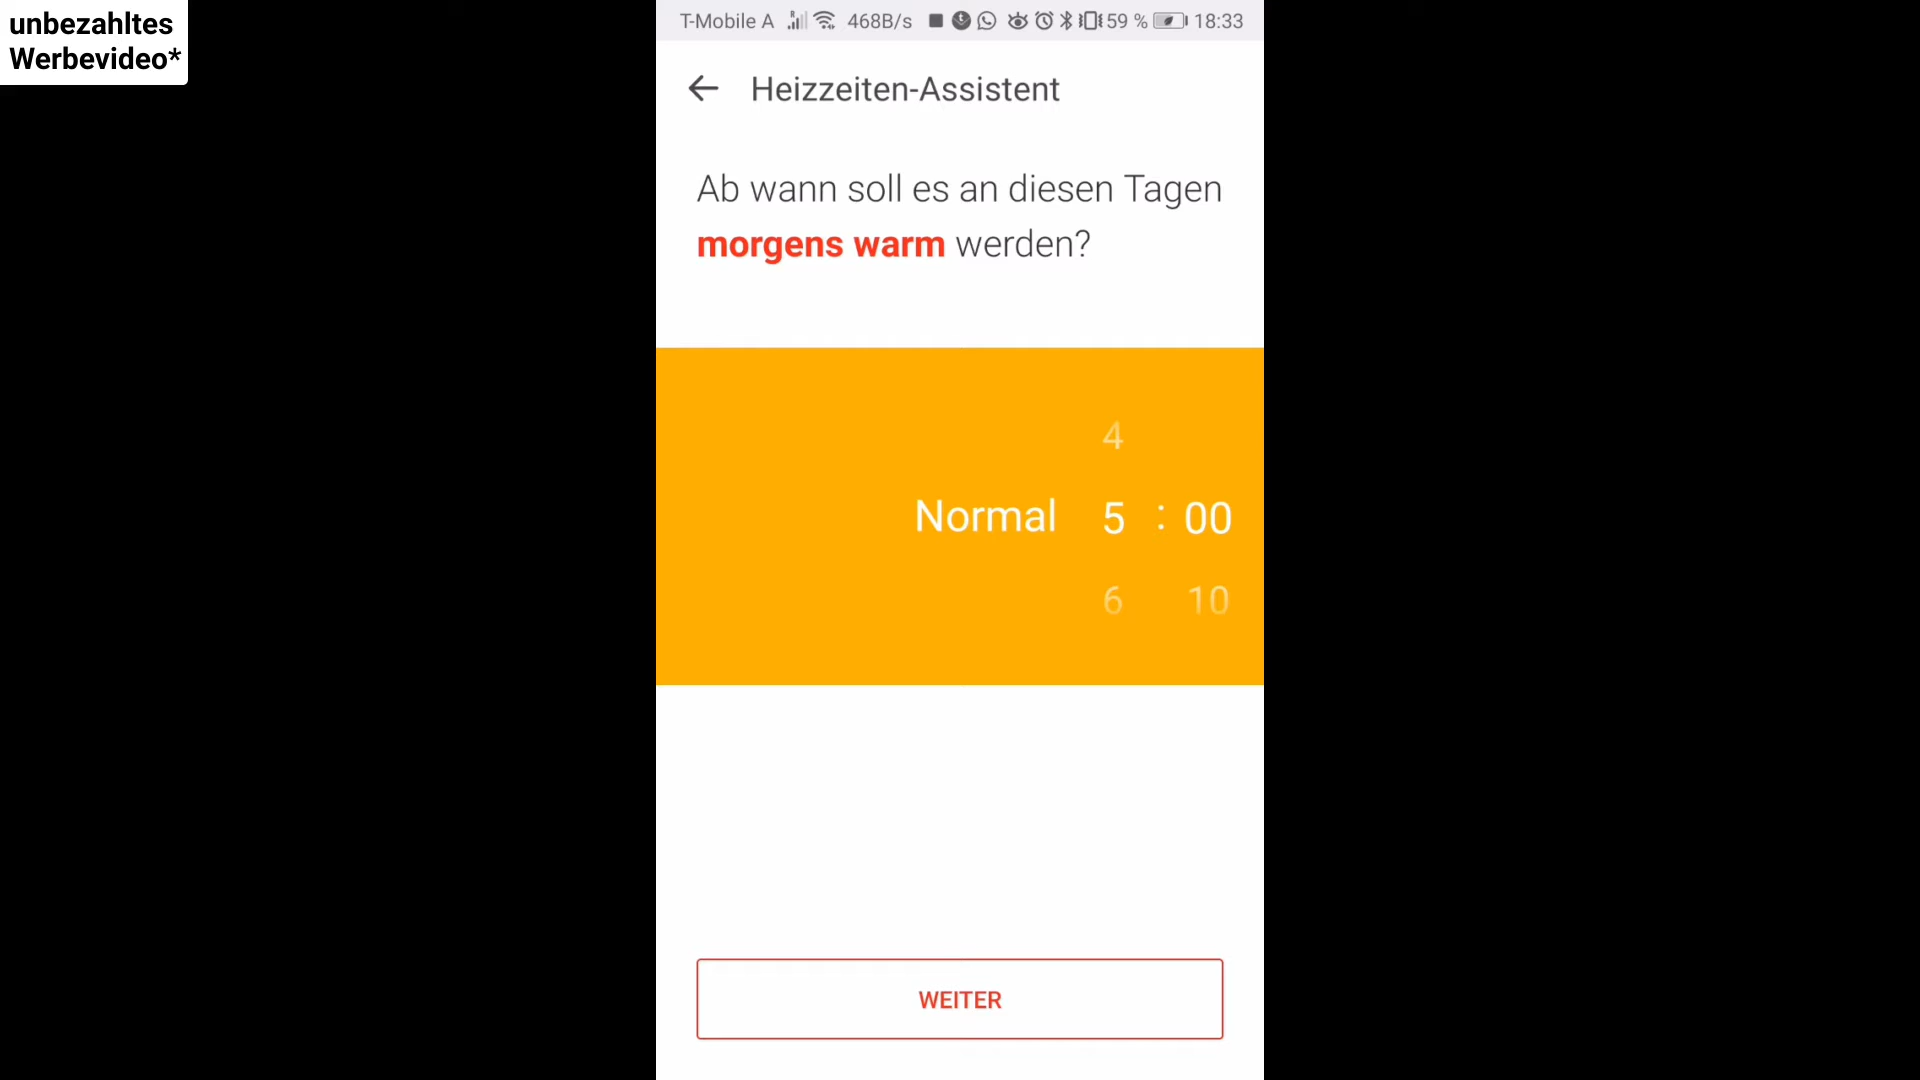 unbezahltes
Werbevideo*
T-Mobile A 468B/s 59 % 18:33
Heizzeiten-Assistent
Ab wann soll es an diesen Tagen
morgens warm werden?
4
Normal 5 : 00
6 10
WEITER